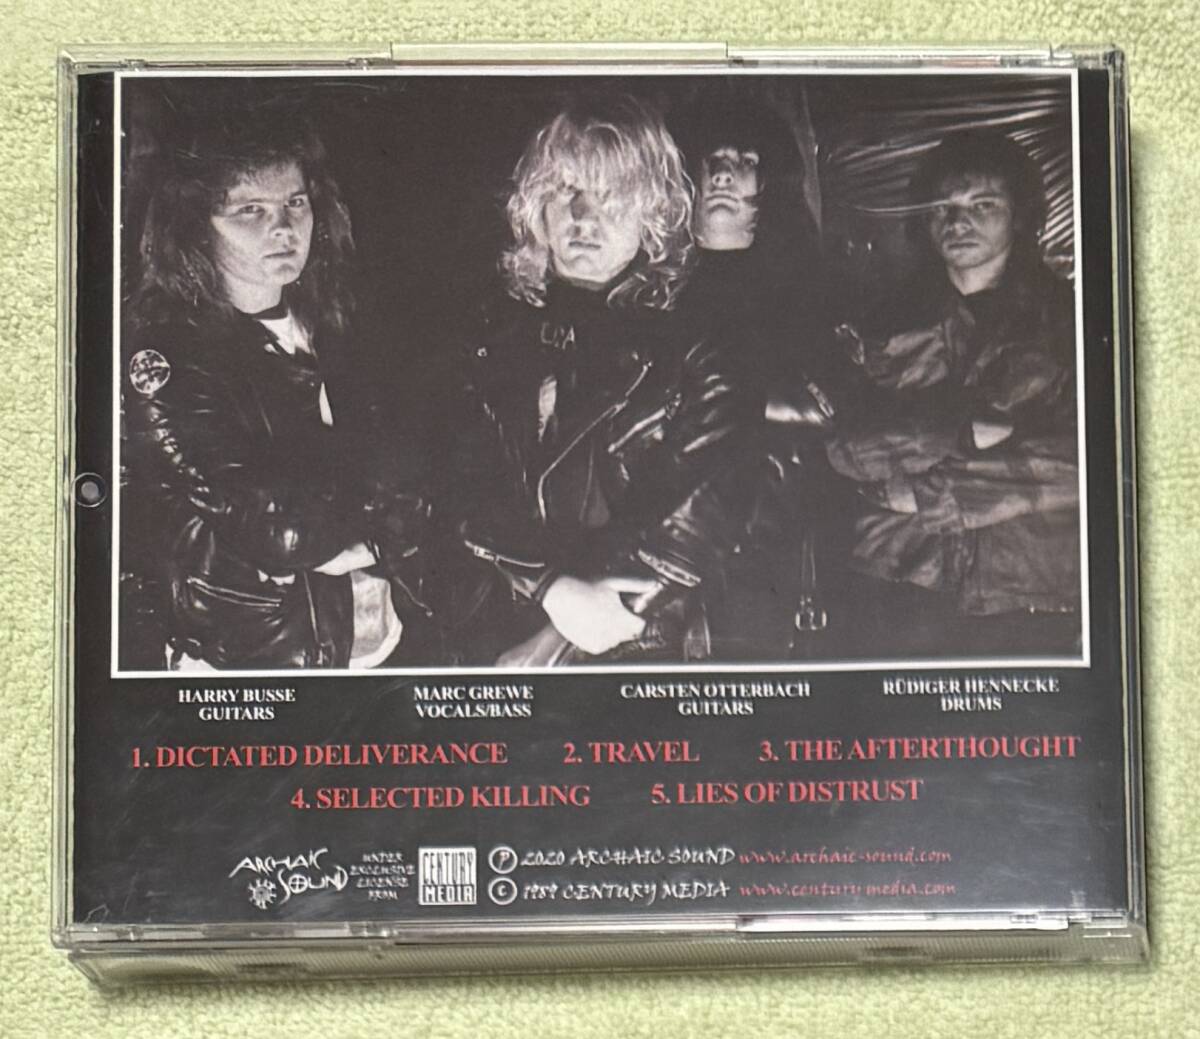 HARRY BUSSE
GUITARS
MARC GREWE
VOCALS/BASS
CARSTEN OTTERBACH
GUITARS
RÜDIGER HENNECKE
DRUMS
1. DICTATED DELIVERANCE 2. TRAVEL 3. THE AFTERTHOUGHT
4. SELECTED KILLING 5. LIES OF DISTRUST
ARCHAIC
SOUND
UNDER
EXCLUSIVE
LICENSE
FROM
CENTURY
MEDIA
Ⓟ 2020 ARCHAIC SOUND www.archaic-sound.com
© 1989 CENTURY MEDIA www.centurymedia.com